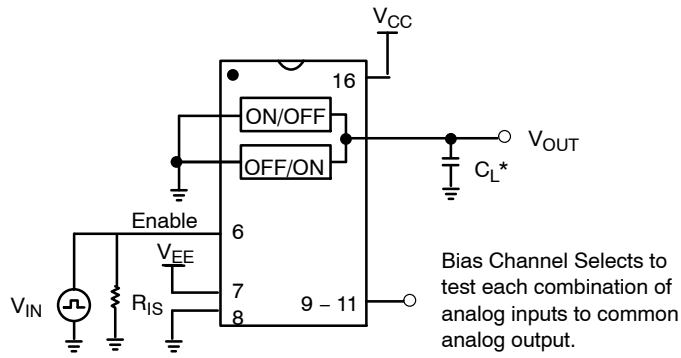 V_CC
16
ON/OFF
V_OUT
OFF/ON
C_L*
Enable
6
V_EE
Bias Channel Selects to
test each combination of
analog inputs to common
analog output.
V_IN
R_IS
7
9 – 11
8